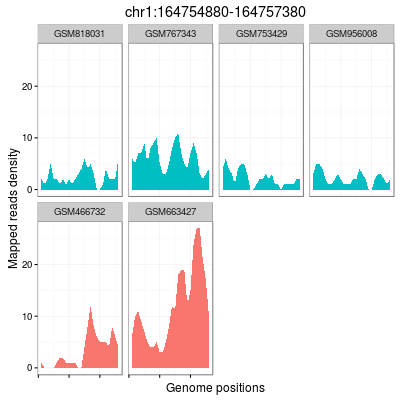 chr1:164754880-164757380
GSM818031 GSM767343 GSM753429 GSM956008
20
10
0
GSM466732 GSM663427
20
10
0
Mapped reads density
Genome positions